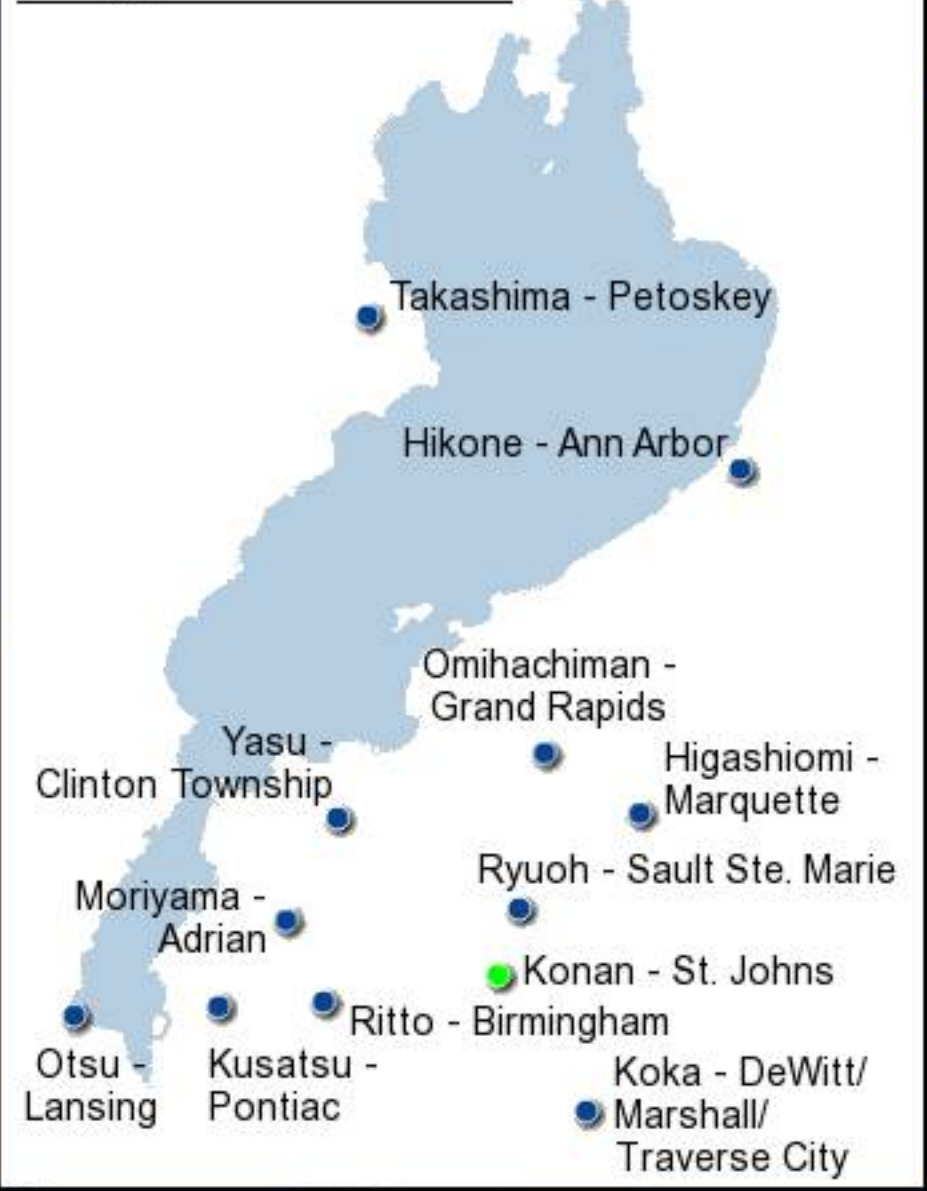 Takashima - Petoskey
Hikone - Ann Arbor
Omihachiman -
Grand Rapids
Yasu -
Clinton Township
Higashiomi -
Marquette
Ryuoh - Sault Ste. Marie
Moriyama -
Adrian
Konan - St. Johns
Ritto - Birmingham
Otsu -
Lansing
Kusatsu -
Pontiac
Koka - DeWitt/
Marshall/
Traverse City